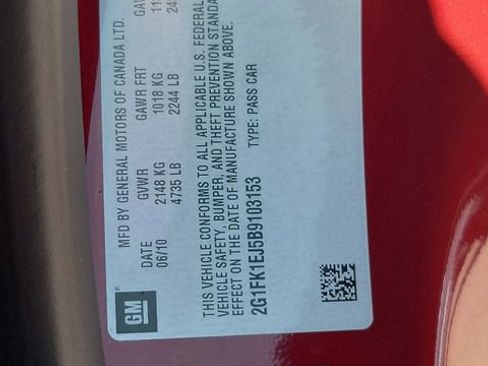 GM
MFD BY GENERAL MOTORS OF CANADA LTD.
DATE GVWR GAWR FRT
06/10 2148 KG 1018 KG
4735 LB 2244 LB
THIS VEHICLE CONFORMS TO ALL APPLICABLE U.S. FEDERAL
VEHICLE SAFETY, BUMPER, AND THEFT PREVENTION
EFFECT ON THE DATE OF MANUFACTURE SHOWN ABOVE.
2G1FK1EJ5B9103153 TYPE: PASS CAR